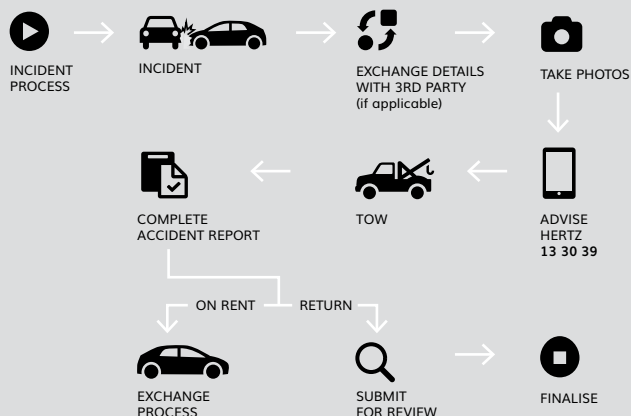 INCIDENT
PROCESS
INCIDENT
EXCHANGE DETAILS
WITH 3RD PARTY
(if applicable)
TAKE PHOTOS
COMPLETE
ACCIDENT REPORT
TOW
ADVISE
HERTZ
13 30 39
ON RENT
RETURN
EXCHANGE
PROCESS
SUBMIT
FOR REVIEW
FINALISE